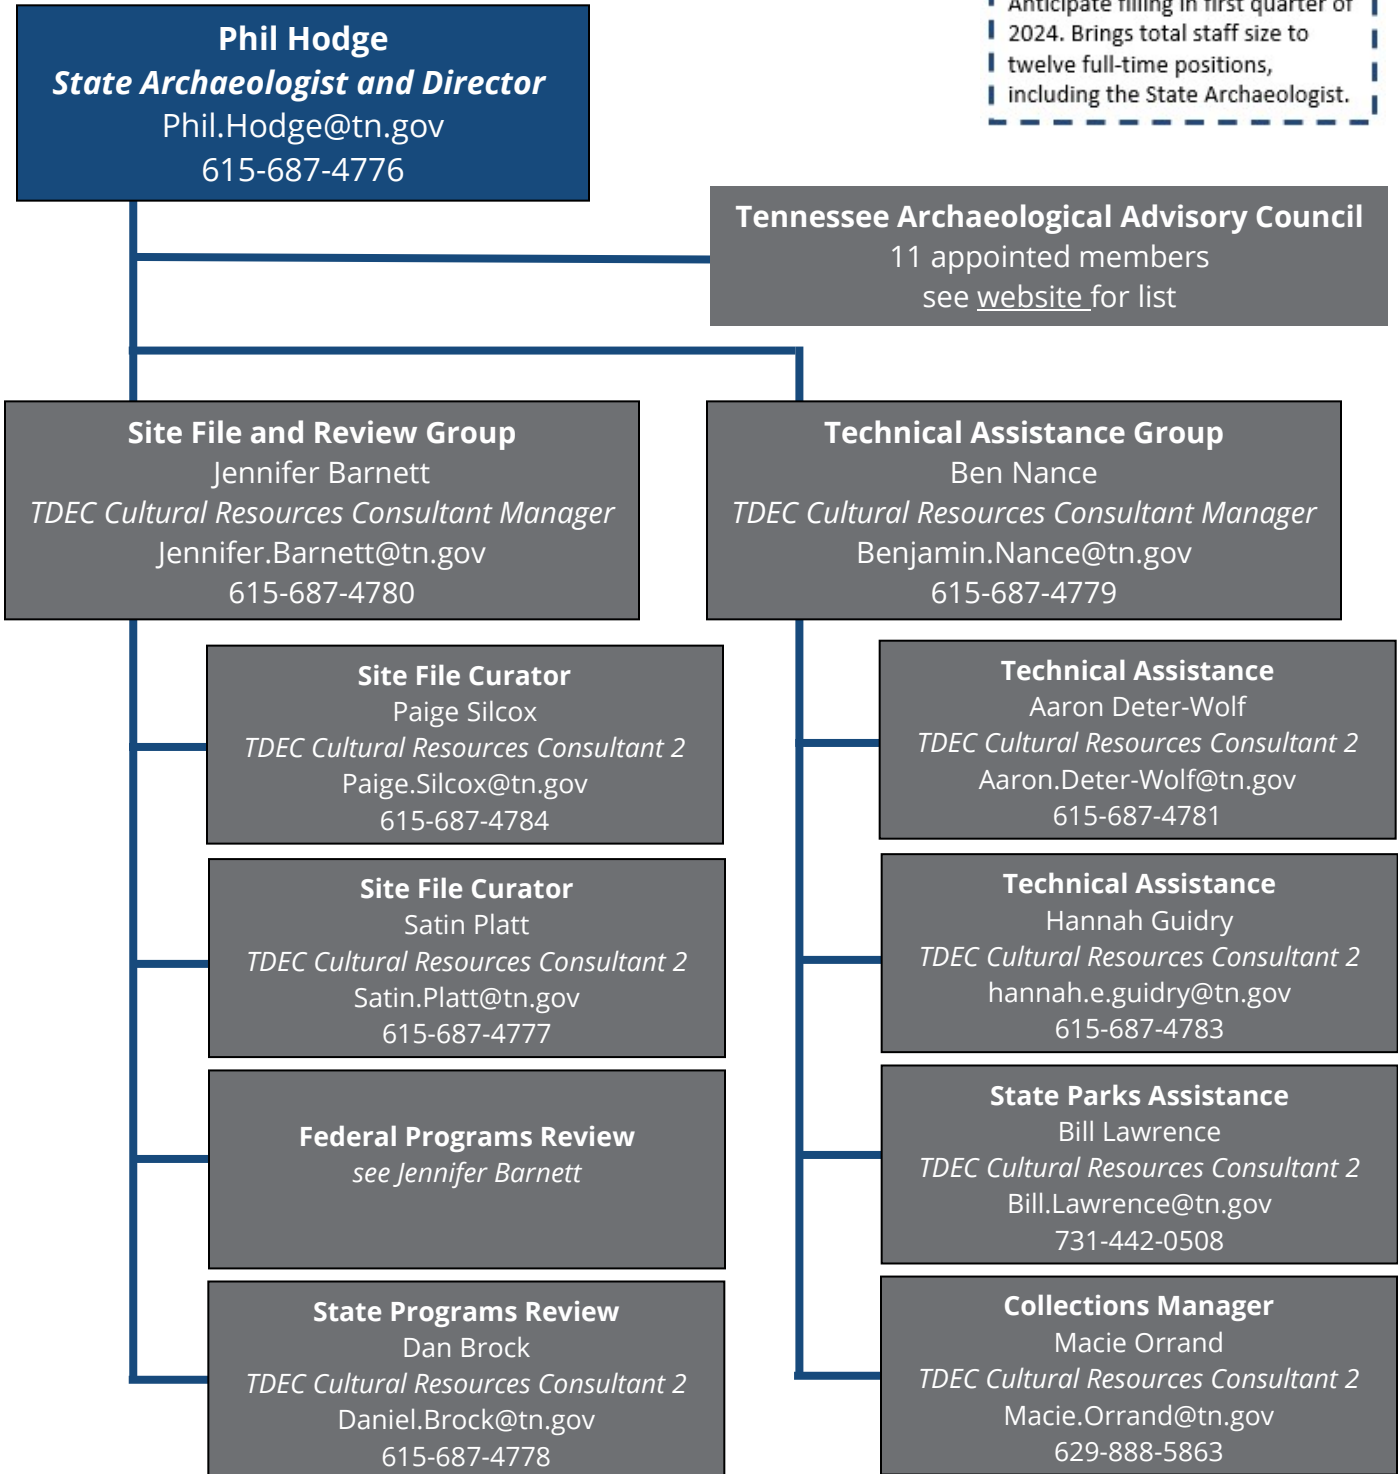 Anticipate filling in first quarter of
2024. Brings total staff size to
twelve full-time positions,
including the State Archaeologist.
Phil Hodge
State Archaeologist and Director
Phil.Hodge@tn.gov
615-687-4776
Tennessee Archaeological Advisory Council
11 appointed members
see website for list
Site File and Review Group
Jennifer Barnett
TDEC Cultural Resources Consultant Manager
Jennifer.Barnett@tn.gov
615-687-4780
Technical Assistance Group
Ben Nance
TDEC Cultural Resources Consultant Manager
Benjamin.Nance@tn.gov
615-687-4779
Site File Curator
Paige Silcox
TDEC Cultural Resources Consultant 2
Paige.Silcox@tn.gov
615-687-4784
Site File Curator
Satin Platt
TDEC Cultural Resources Consultant 2
Satin.Platt@tn.gov
615-687-4777
Federal Programs Review
see Jennifer Barnett
State Programs Review
Dan Brock
TDEC Cultural Resources Consultant 2
Daniel.Brock@tn.gov
615-687-4778
Technical Assistance
Aaron Deter-Wolf
TDEC Cultural Resources Consultant 2
Aaron.Deter-Wolf@tn.gov
615-687-4781
Technical Assistance
Hannah Guidry
TDEC Cultural Resources Consultant 2
hannah.e.guidry@tn.gov
615-687-4783
State Parks Assistance
Bill Lawrence
TDEC Cultural Resources Consultant 2
Bill.Lawrence@tn.gov
731-442-0508
Collections Manager
Macie Orrand
TDEC Cultural Resources Consultant 2
Macie.Orrand@tn.gov
629-888-5863